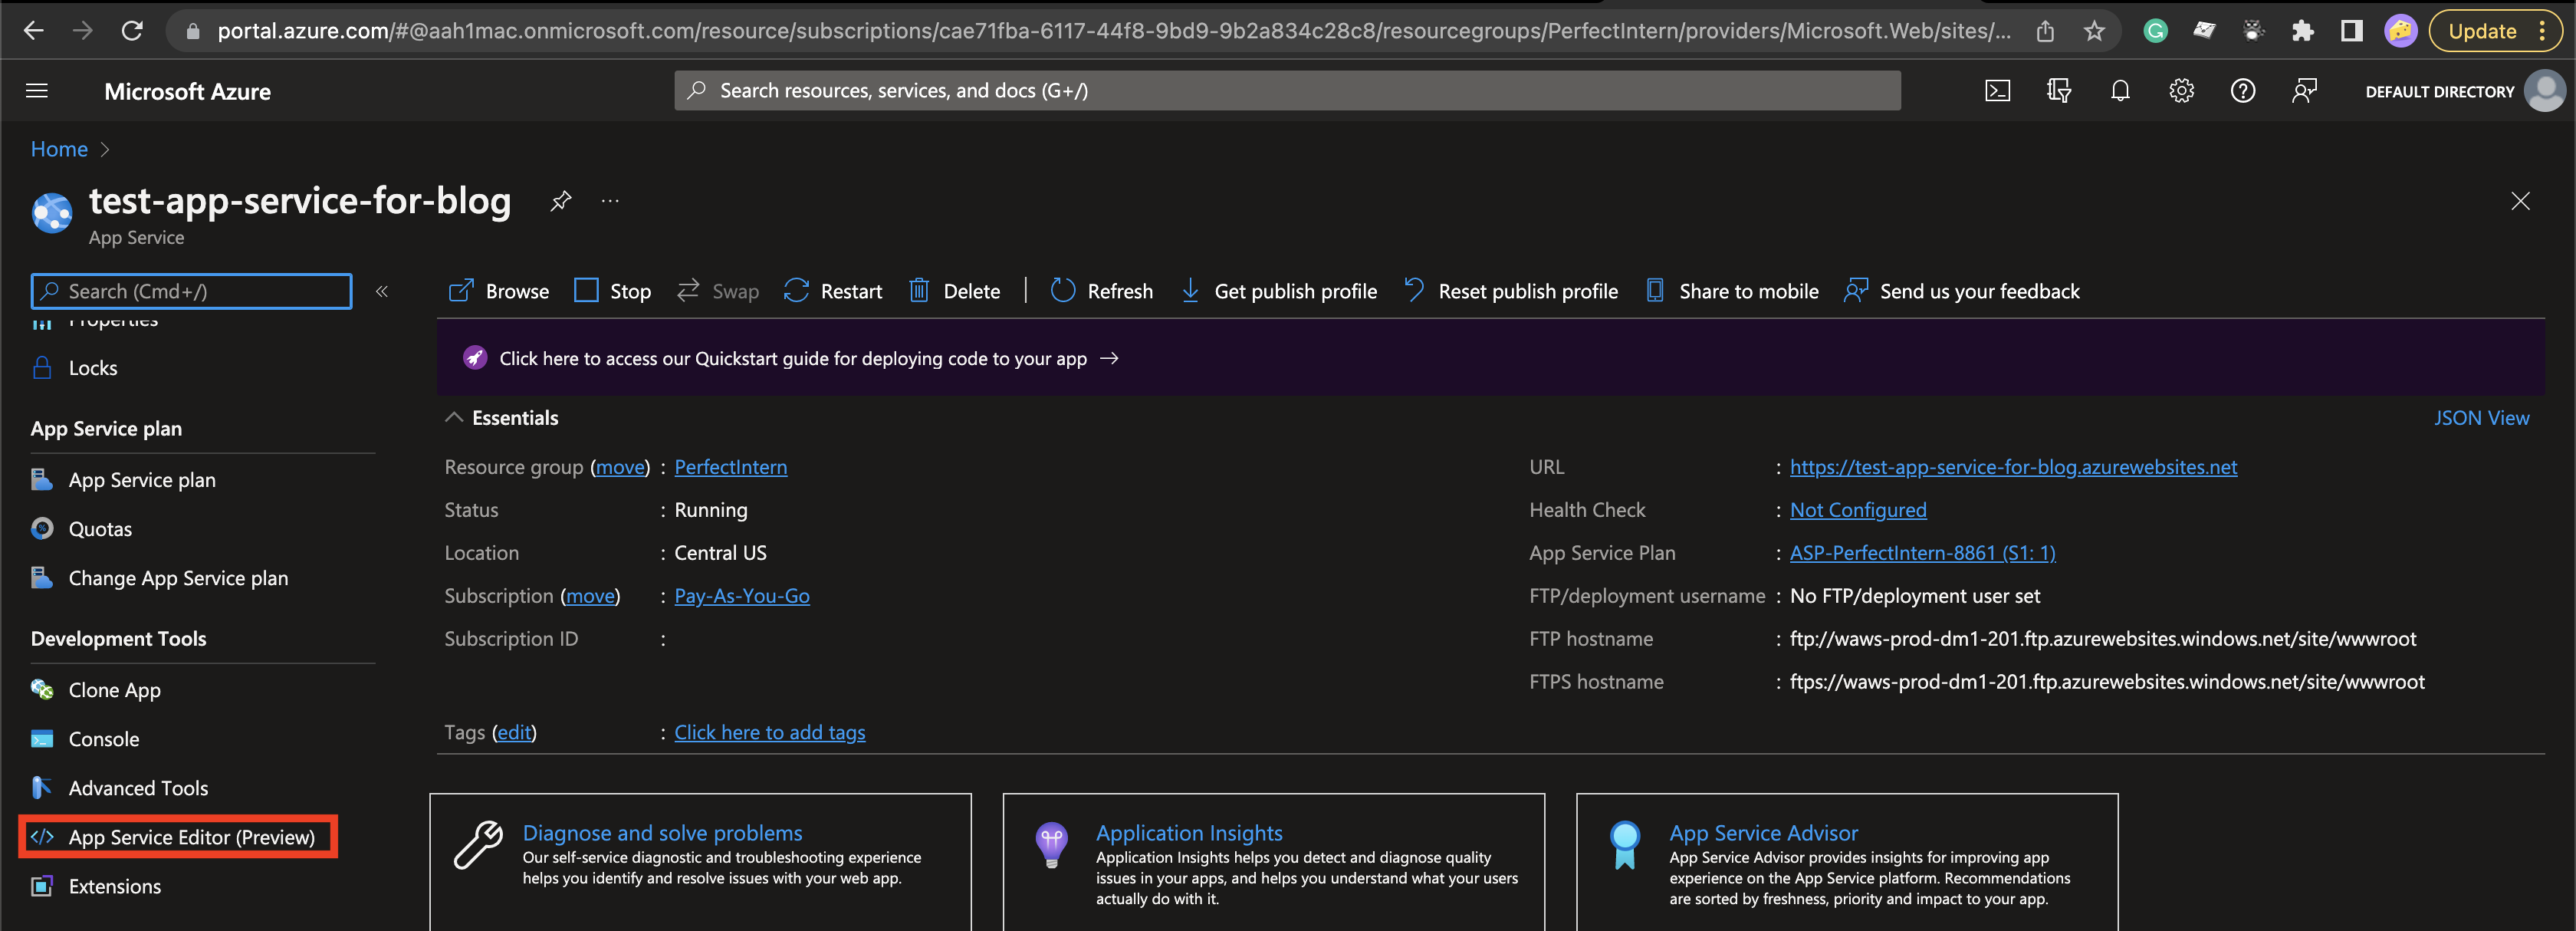 portal.azure.com/#@aah1mac.onmicrosoft.com/resource/subscriptions/cae71fba-6117-44f8-9bd9-9b2a834c28c8/resourcegroups/PerfectIntern/providers/Microsoft.Web/sites/...
Update
Microsoft Azure
Search resources, services, and docs (G+/)
DEFAULT DIRECTORY
Home
test-app-service-for-blog
App Service
Search (Cmd+/)
Browse
Stop
Swap
Restart
Delete
Refresh
Get publish profile
Reset publish profile
Share to mobile
Send us your feedback
Properties
Locks
App Service plan
App Service plan
Quotas
Change App Service plan
Development Tools
Clone App
Console
Advanced Tools
App Service Editor (Preview)
Extensions
Click here to access our Quickstart guide for deploying code to your app →
Essentials
JSON View
Resource group (move) : PerfectIntern
Status : Running
Location : Central US
Subscription (move) : Pay-As-You-Go
Subscription ID :
Tags (edit) : Click here to add tags
URL : https://test-app-service-for-blog.azurewebsites.net
Health Check : Not Configured
App Service Plan : ASP-PerfectIntern-8861 (S1: 1)
FTP/deployment username : No FTP/deployment user set
FTP hostname : ftp://waws-prod-dm1-201.ftp.azurewebsites.windows.net/site/wwwroot
FTPS hostname : ftps://waws-prod-dm1-201.ftp.azurewebsites.windows.net/site/wwwroot
Diagnose and solve problems
Our self-service diagnostic and troubleshooting experience
helps you identify and resolve issues with your web app.
Application Insights
Application Insights helps you detect and diagnose quality
issues in your apps, and helps you understand what your users
actually do with it.
App Service Advisor
App Service Advisor provides insights for improving app
experience on the App Service platform. Recommendations
are sorted by freshness, priority and impact to your app.